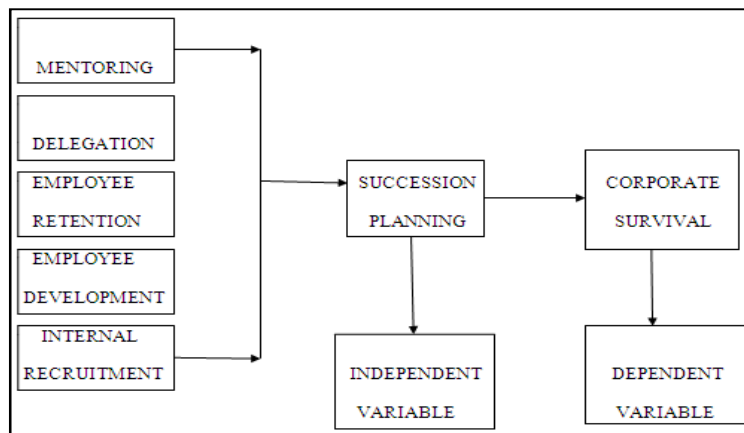 MENTORING
DELEGATION
EMPLOYEE
RETENTION
EMPLOYEE
DEVELOPMENT
INTERNAL
RECRUITMENT
SUCCESSION
PLANNING
CORPORATE
SURVIVAL
INDEPENDENT
VARIABLE
DEPENDENT
VARIABLE